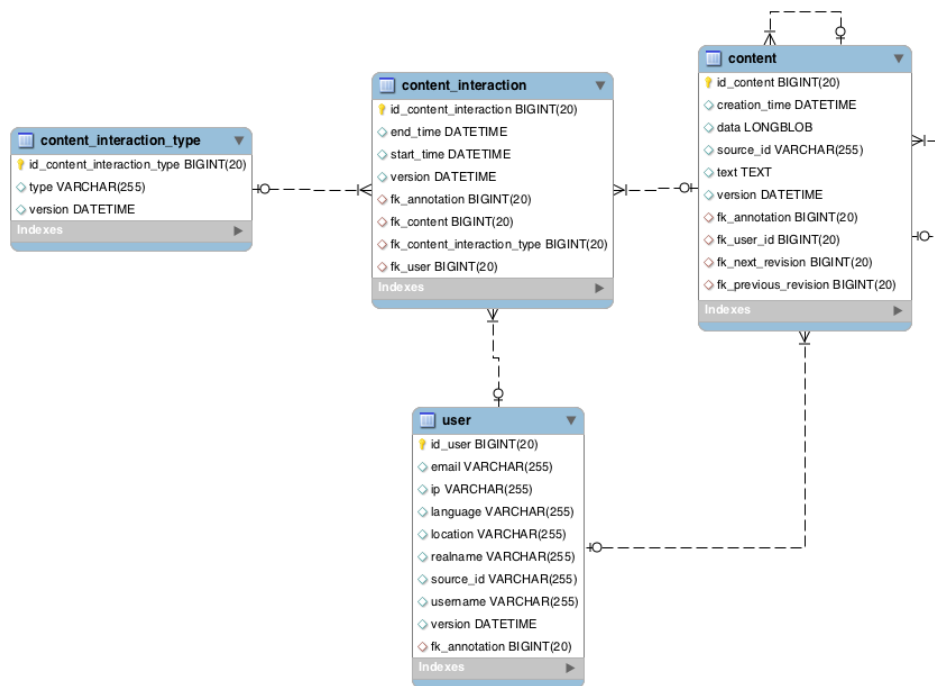 content_interaction_type
id_content_interaction_type BIGINT(20)
type VARCHAR(255)
version DATETIME
Indexes
content_interaction
id_content_interaction BIGINT(20)
end_time DATETIME
start_time DATETIME
version DATETIME
fk_annotation BIGINT(20)
fk_content BIGINT(20)
fk_content_interaction_type BIGINT(20)
fk_user BIGINT(20)
Indexes
content
id_content BIGINT(20)
creation_time DATETIME
data LONGBLOB
source_id VARCHAR(255)
text TEXT
version DATETIME
fk_annotation BIGINT(20)
fk_user_id BIGINT(20)
fk_next_revision BIGINT(20)
fk_previous_revision BIGINT(20)
Indexes
user
id_user BIGINT(20)
email VARCHAR(255)
ip VARCHAR(255)
language VARCHAR(255)
location VARCHAR(255)
realname VARCHAR(255)
source_id VARCHAR(255)
username VARCHAR(255)
version DATETIME
fk_annotation BIGINT(20)
Indexes